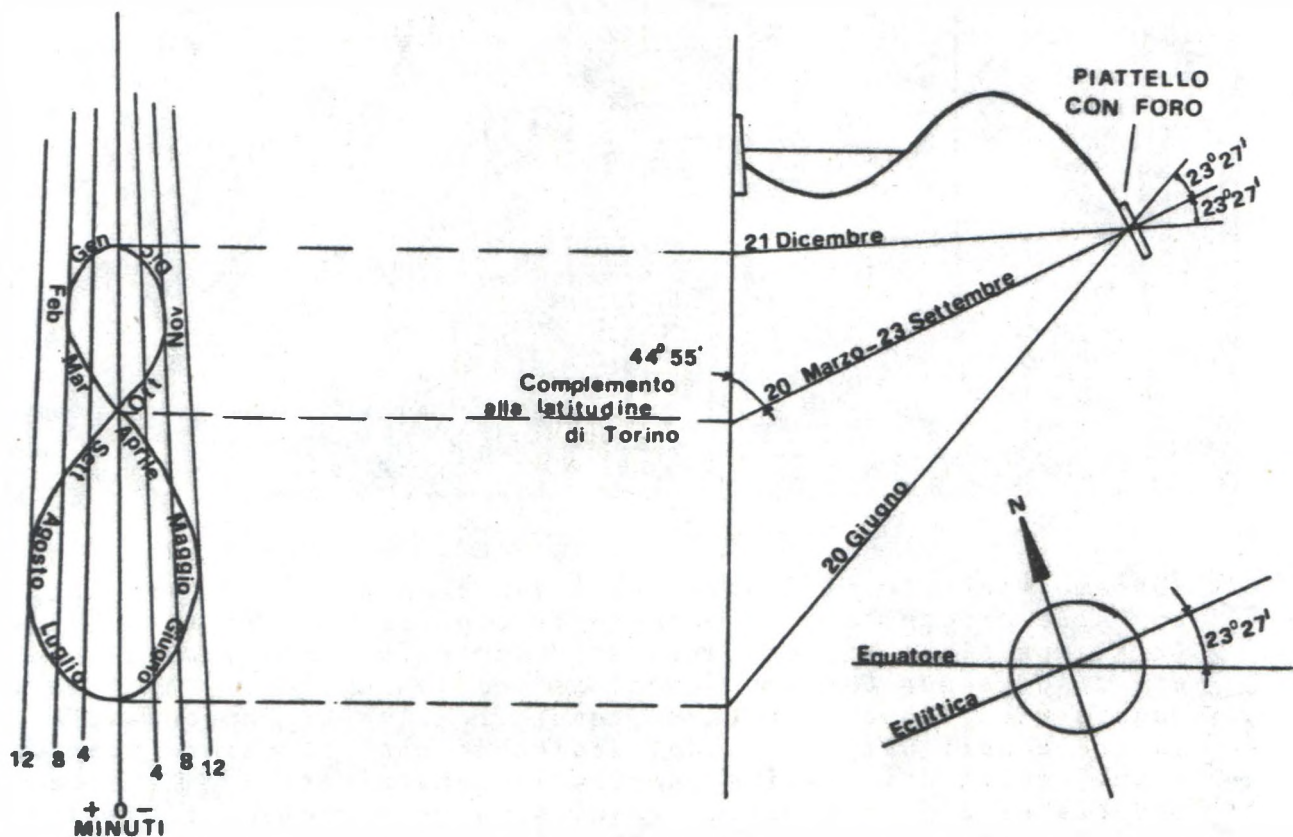 PIATTELLO
CON FORO
23° 27'
23° 27'
21 Dicembre
20 Marzo-23 Settembre
20 Giugno
44° 55'
Complemento
alla latitudine
di Torino
Gen
Dic
Feb
Nov
Mar
Ott
Sett
Aprile
Agosto
Maggio
Luglio
Giugno
12
8
4
4
8
12
+ 0 -
MINUTI
N
23° 27'
Equatore
Eclittica